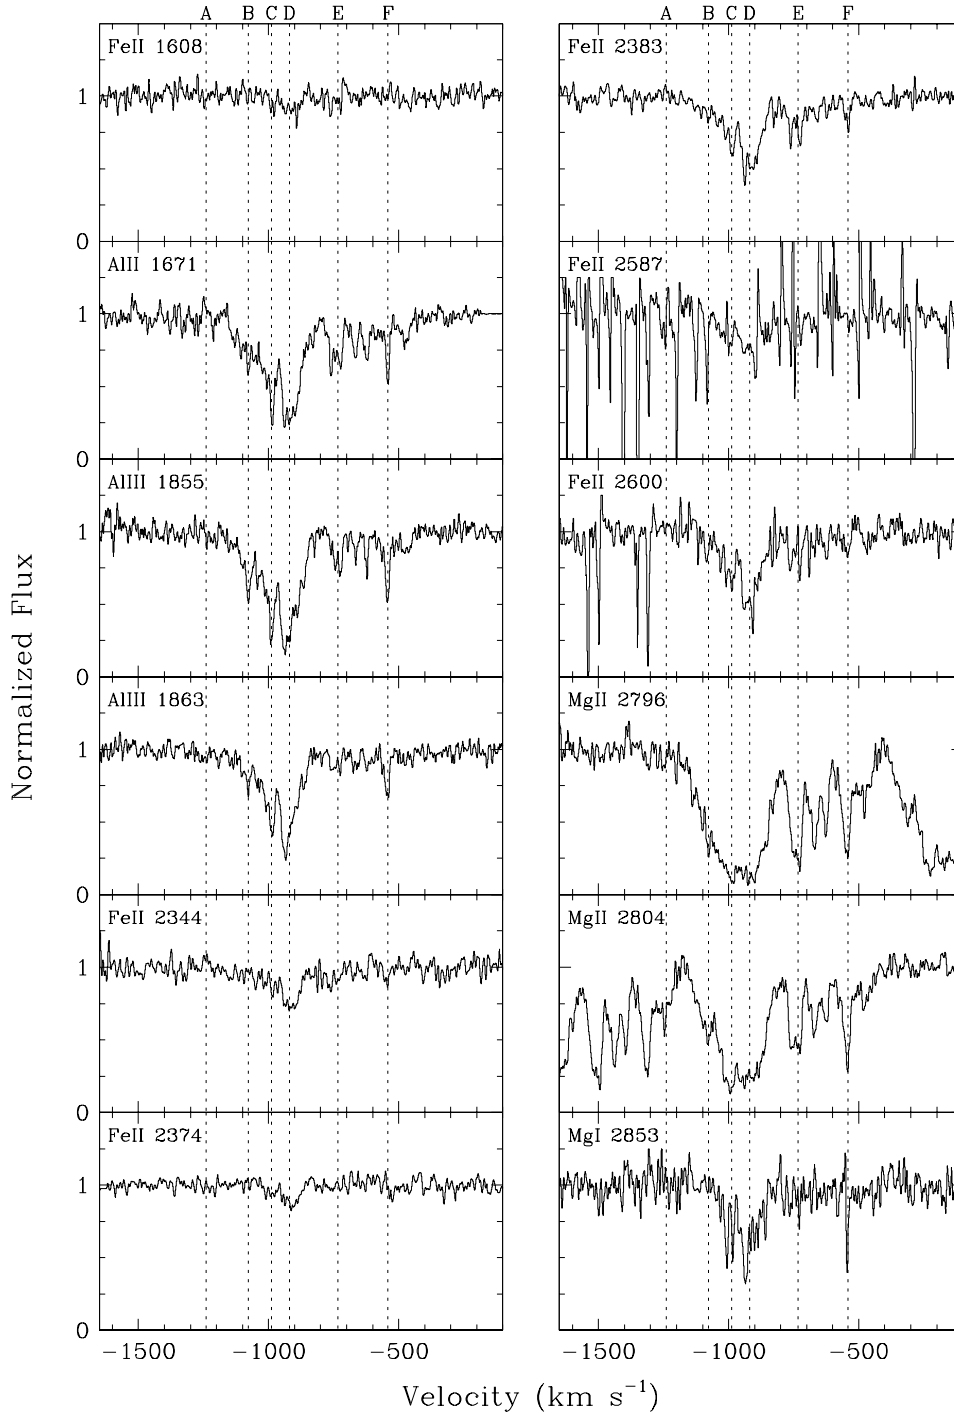 A B C D E F
A B C D E F
FeII 1608
FeII 2383
1
0
AlII 1671
FeII 2587
1
0
AlIII 1855
FeII 2600
1
0
AlIII 1863
MgII 2796
1
0
FeII 2344
MgII 2804
1
0
FeII 2374
MgI 2853
1
0
Normalized Flux
−1500 −1000 −500
−1500 −1000 −500
Velocity (km s⁻¹)